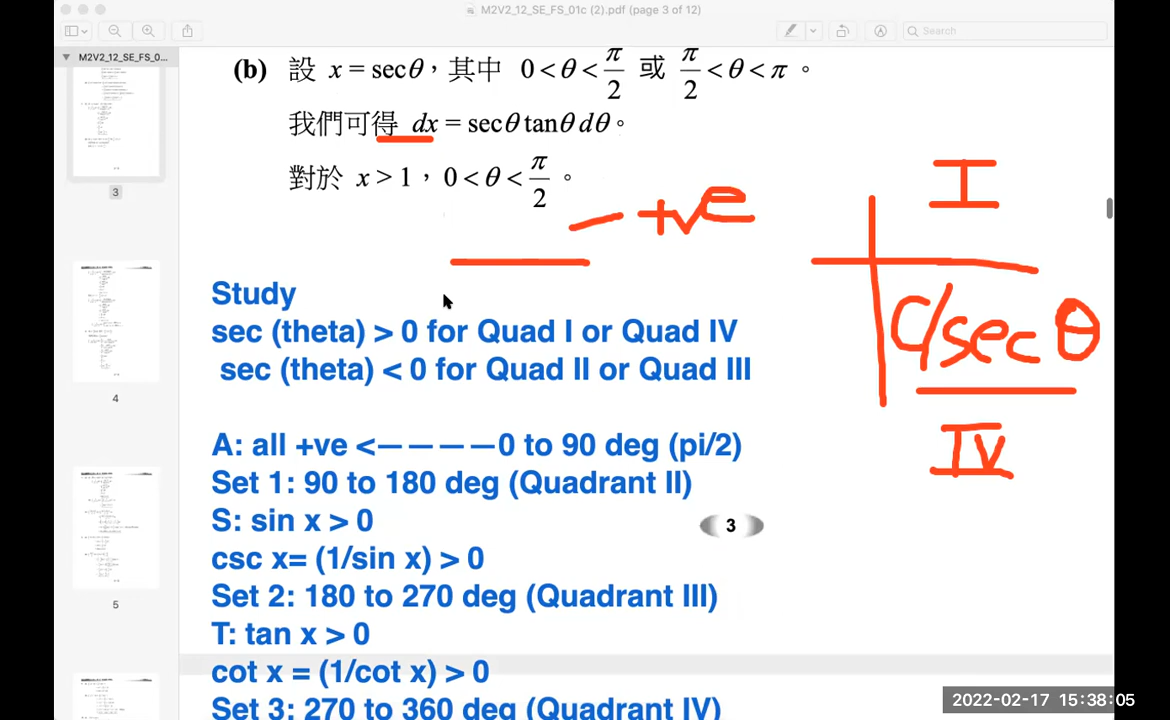 M2V2_12_SE_FS_01c (2).pdf (page 3 of 12)
Search
M2V2_12_SE_FS_0...
3
4
5
(b) 設 x = secθ，其中 0 < θ < π/2 或 π/2 < θ < π 。
我們可得 dx = secθ tanθ dθ。
對於 x > 1，0 < θ < π/2 。
+ve
I
C/sec θ
IV
Study
sec (theta) > 0 for Quad I or Quad IV
sec (theta) < 0 for Quad II or Quad III
A: all +ve <————0 to 90 deg (pi/2)
Set 1: 90 to 180 deg (Quadrant II)
S: sin x > 0
3
csc x= (1/sin x) > 0
Set 2: 180 to 270 deg (Quadrant III)
T: tan x > 0
cot x = (1/cot x) > 0
Set 3: 270 to 360 deg (Quadrant IV)
2022-02-17 15:38:05